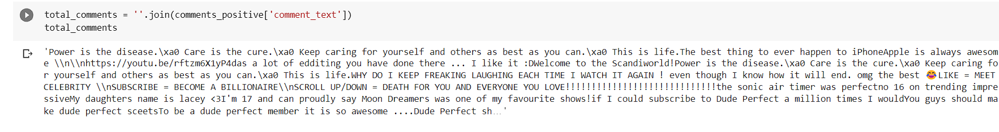 total_comments = ''.join(comments_positive['comment_text'])
total_comments
'Power is the disease.\xa0 Care is the cure.\xa0 Keep caring for yourself and others as best as you can.\xa0 This is life.The best thing to ever happen to iPhoneApple is always awesom
e \\n\\nhttps://youtu.be/rftzm6X1yP4das a lot of edditing you have done there ... I like it :DWelcome to the Scandiworld!Power is the disease.\xa0 Care is the cure.\xa0 Keep caring fo
r yourself and others as best as you can.\xa0 This is life.WHY DO I KEEP FREAKING LAUGHING EACH TIME I WATCH IT AGAIN ! even though I know how it will end. omg the best 😂LIKE = MEET
CELEBRITY \\nSUBSCRIBE = BECOME A BILLIONAIRE\\nSCROLL UP/DOWN = DEATH FOR YOU AND EVERYONE YOU LOVE!!!!!!!!!!!!!!!!!!!!!!!!!!!!!the sonic air timer was perfectno 16 on trending impre
ssiveMy daughters name is lacey <3I'm 17 and can proudly say Moon Dreamers was one of my favourite shows!if I could subscribe to Dude Perfect a million times I wouldYou guys should ma
ke dude perfect sceetsTo be a dude perfect member it is so awesome ....Dude Perfect sh…'